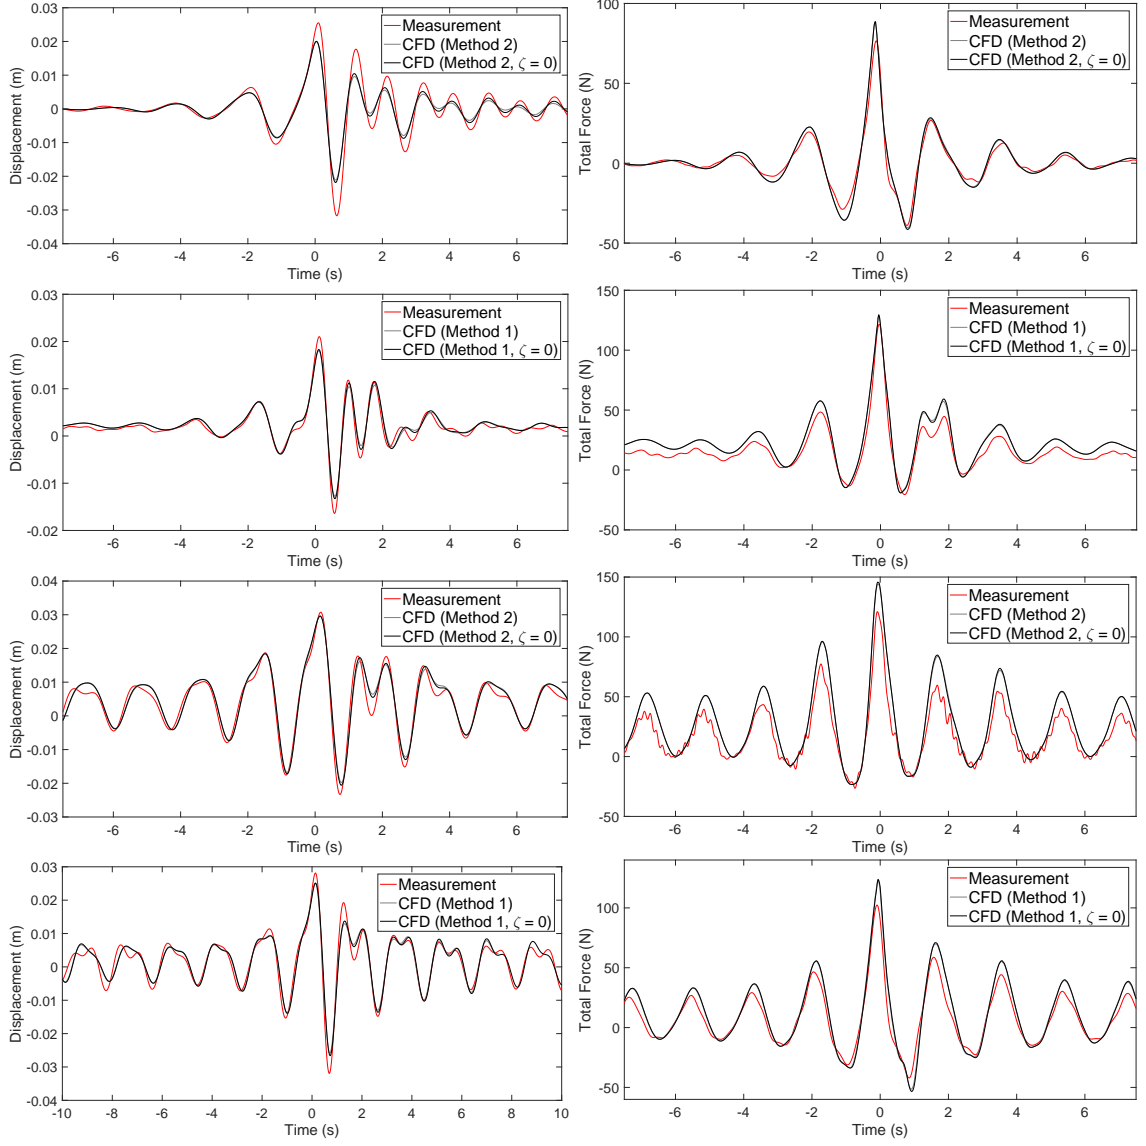 0.03
0.02
0.01
0
-0.01
-0.02
-0.03
-0.04
Displacement (m)
Measurement
CFD (Method 2)
CFD (Method 2, ζ = 0)
-6 -4 -2 0 2 4 6
Time (s)
100
50
0
-50
Total Force (N)
Measurement
CFD (Method 2)
CFD (Method 2, ζ = 0)
-6 -4 -2 0 2 4 6
Time (s)
0.03
0.02
0.01
0
-0.01
-0.02
Displacement (m)
Measurement
CFD (Method 1)
CFD (Method 1, ζ = 0)
-6 -4 -2 0 2 4 6
Time (s)
150
100
50
0
-50
Total Force (N)
Measurement
CFD (Method 1)
CFD (Method 1, ζ = 0)
-6 -4 -2 0 2 4 6
Time (s)
0.04
0.03
0.02
0.01
0
-0.01
-0.02
-0.03
Displacement (m)
Measurement
CFD (Method 2)
CFD (Method 2, ζ = 0)
-6 -4 -2 0 2 4 6
Time (s)
150
100
50
0
-50
Total Force (N)
Measurement
CFD (Method 2)
CFD (Method 2, ζ = 0)
-6 -4 -2 0 2 4 6
Time (s)
0.03
0.02
0.01
0
-0.01
-0.02
-0.03
-0.04
Displacement (m)
Measurement
CFD (Method 1)
CFD (Method 1, ζ = 0)
-10 -8 -6 -4 -2 0 2 4 6 8 10
Time (s)
100
50
0
-50
Total Force (N)
Measurement
CFD (Method 1)
CFD (Method 1, ζ = 0)
-6 -4 -2 0 2 4 6
Time (s)